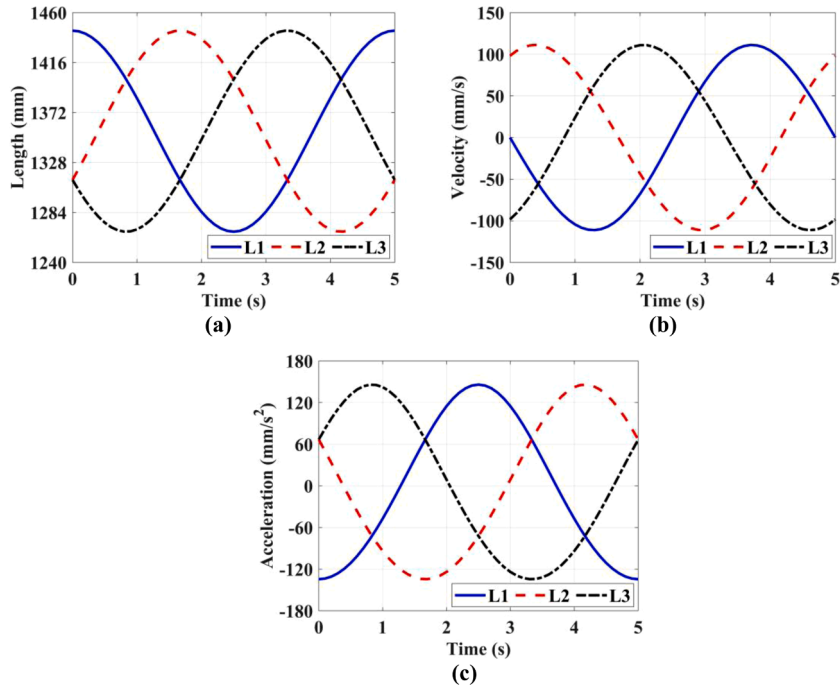 1460
1416
1372
1328
1284
1240
Length (mm)
L1 L2 L3
0 1 2 3 4 5
Time (s)
(a)
150
100
50
0
-50
-100
-150
Velocity (mm/s)
L1 L2 L3
0 1 2 3 4 5
Time (s)
(b)
180
120
60
0
-60
-120
-180
Acceleration (mm/s²)
L1 L2 L3
0 1 2 3 4 5
Time (s)
(c)